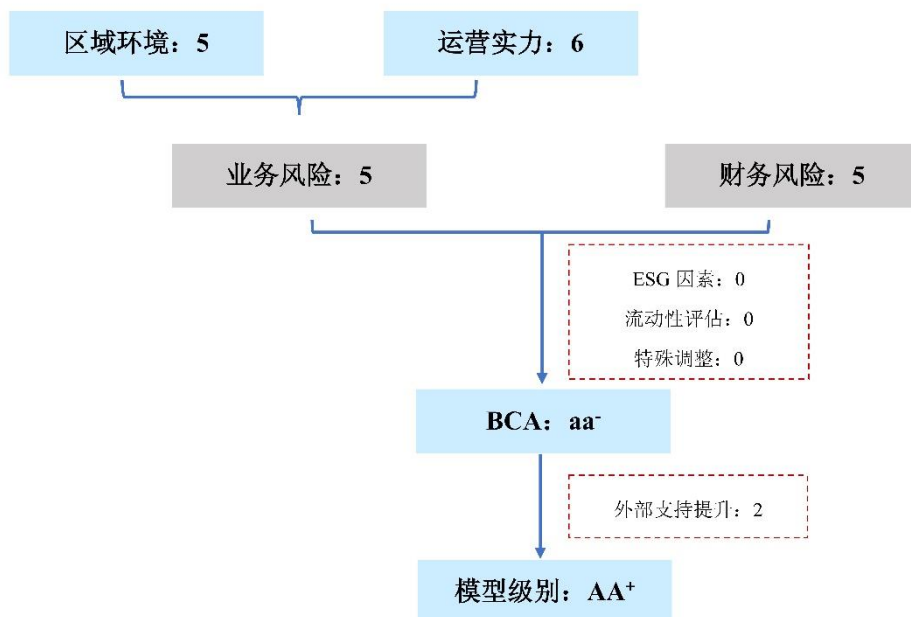 区域环境：5
运营实力：6
业务风险：5
财务风险：5
ESG 因素：0
流动性评估：0
特殊调整：0
BCA：aa⁻
外部支持提升：2
模型级别：AA⁺